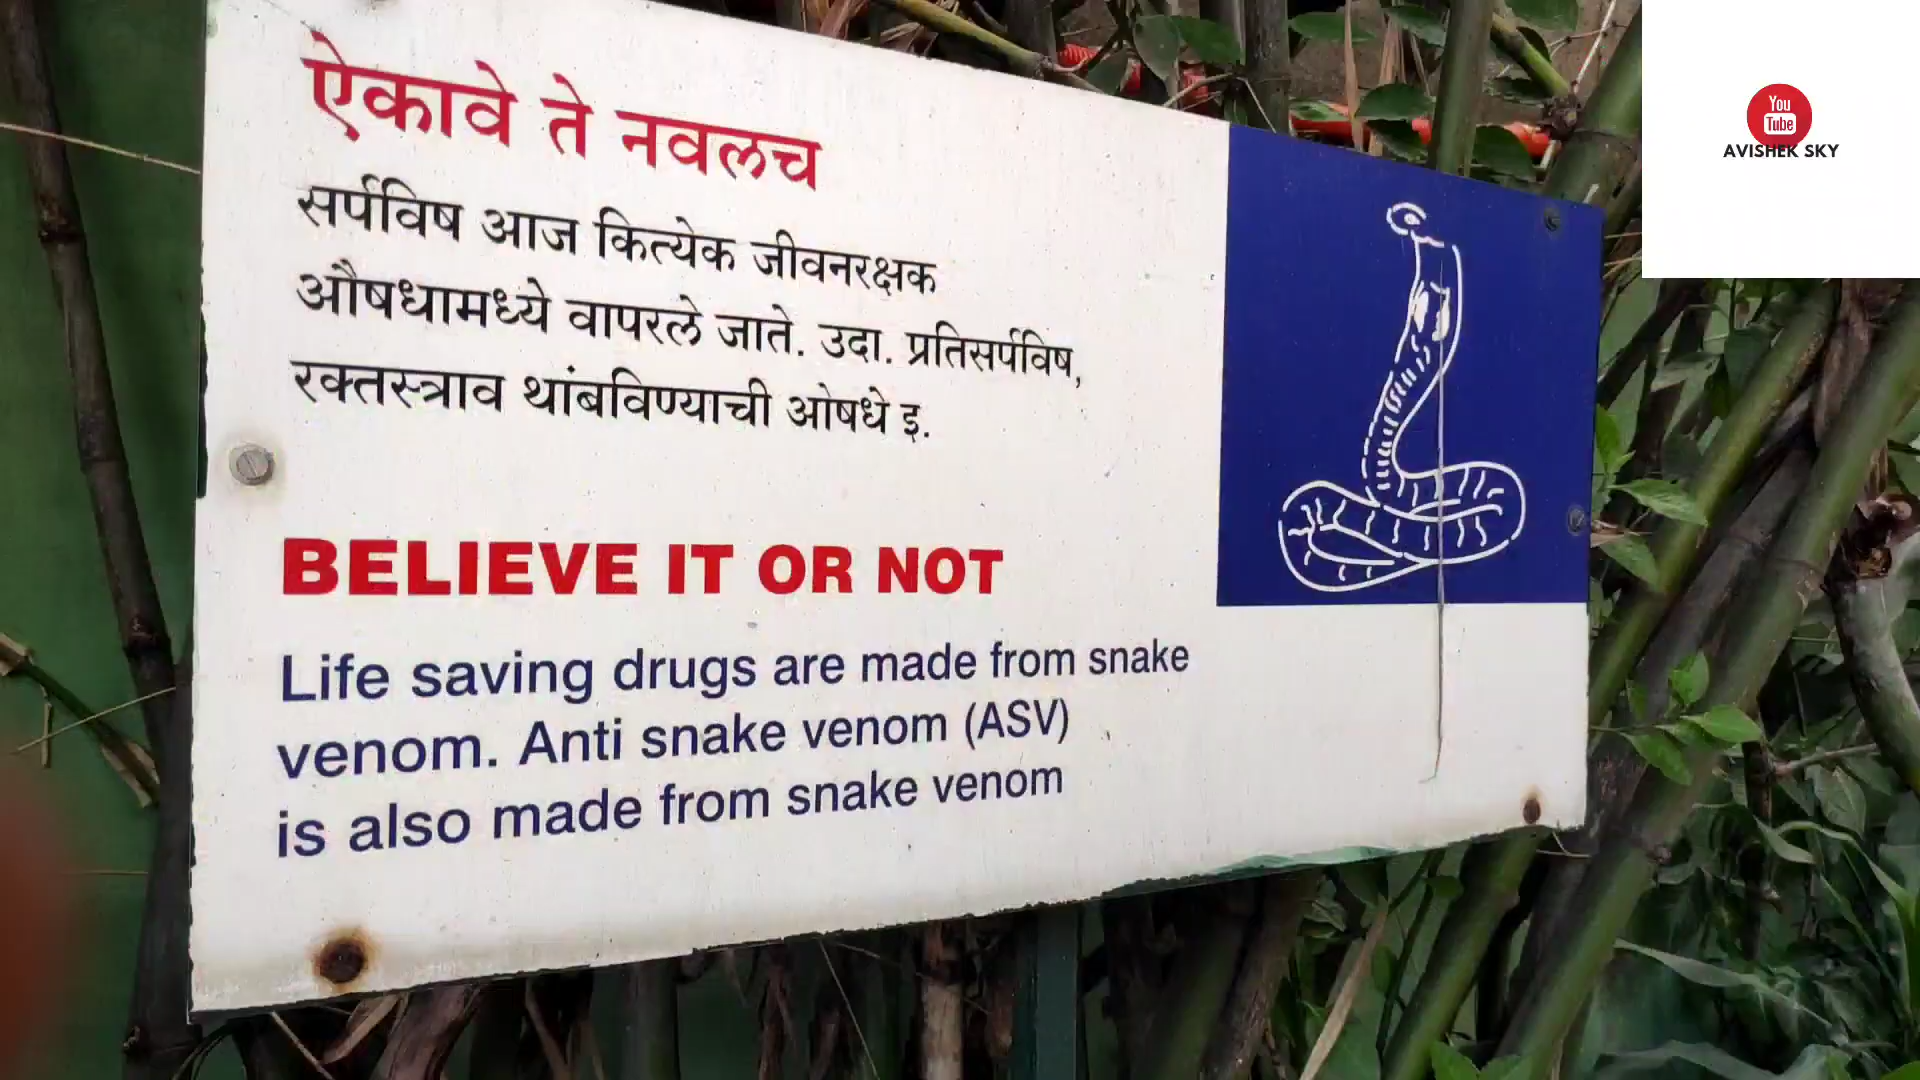 ऐकावे ते नवलच
सर्पविष आज कित्येक जीवनरक्षक
औषधामध्ये वापरले जाते. उदा. प्रतिसर्पविष,
रक्तस्त्राव थांबविण्याची ओषधे इ.
BELIEVE IT OR NOT
Life saving drugs are made from snake
venom. Anti snake venom (ASV)
is also made from snake venom
You
Tube
AVISHEK SKY